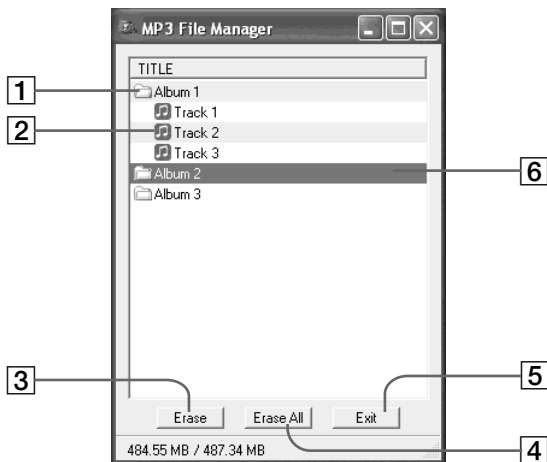 MP3 File Manager
TITLE
1
Album 1
Track 1
2
Track 2
Track 3
Album 2
6
Album 3
3
5
Erase
Erase All
Exit
484.55 MB / 487.34 MB
4